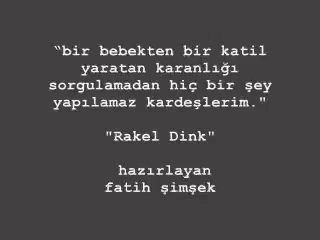 “bir bebekten bir katil
yaratan karanlığı
sorgulamadan hiç bir şey
yapılamaz kardeşlerim."
"Rakel Dink"
hazırlayan
fatih şimşek